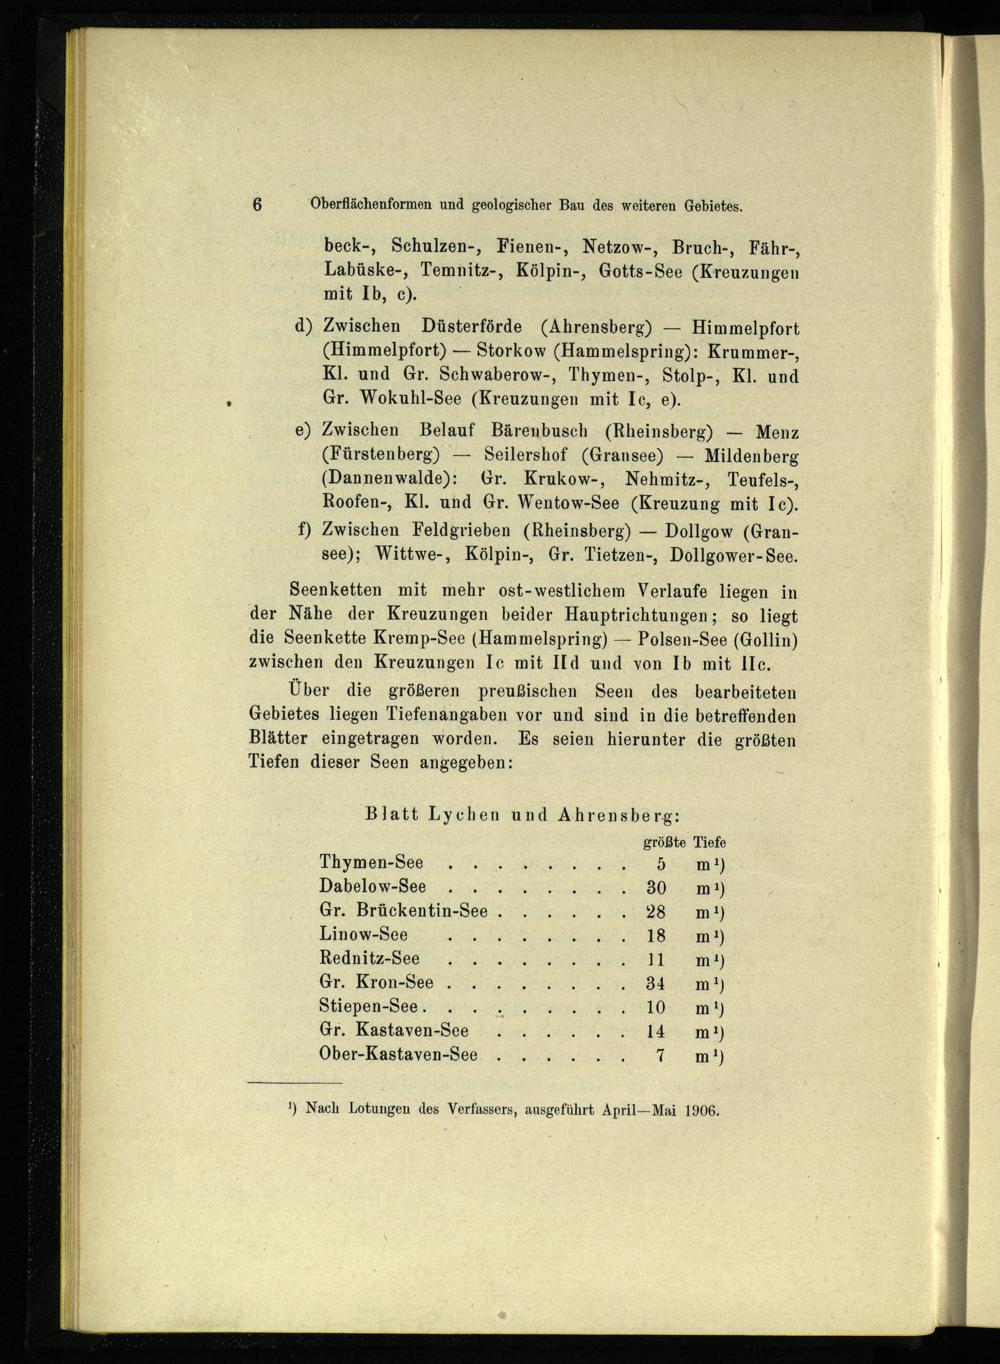 6 Oberflächenformen und geologischer Bau des weiteren Gebietes.
beck-, Schulzen-, Fienen-, Netzow-, Bruch-, Fähr-,
Labüske-, Temnitz-, Kölpin-, Gotts-See (Kreuzungen
mit Ib, c).
d) Zwischen Düsterförde (Ahrensberg) — Himmelpfort
(Himmelpfort) — Storkow (Hammelspring): Krummer-,
Kl. und Gr. Schwaberow-, Thymen-, Stolp-, Kl. und
Gr. Wokuhl-See (Kreuzungen mit Ic, e).
e) Zwischen Belauf Bärenbusch (Rheinsberg) — Menz
(Fürstenberg) — Seilershof (Gransee) — Mildenberg
(Dannenwalde): Gr. Krukow-, Nehmitz-, Teufels-,
Roofen-, Kl. und Gr. Wentow-See (Kreuzung mit Ic).
f) Zwischen Feldgrieben (Rheinsberg) — Dollgow (Gran-
see); Wittwe-, Kölpin-, Gr. Tietzen-, Dollgower-See.
Seenketten mit mehr ost-westlichem Verlaufe liegen in
der Nähe der Kreuzungen beider Hauptrichtungen; so liegt
die Seenkette Kremp-See (Hammelspring) — Polsen-See (Gollin)
zwischen den Kreuzungen Ic mit IId und von Ib mit IIc.
Über die größeren preußischen Seen des bearbeiteten
Gebietes liegen Tiefenangaben vor und sind in die betreffenden
Blätter eingetragen worden. Es seien hierunter die größten
Tiefen dieser Seen angegeben:
Blatt Lychen und Ahrensberg:
größte Tiefe
Thymen-See . . . . . . . . 5 m ¹)
Dabelow-See . . . . . . . . 30 m ¹)
Gr. Brückentin-See . . . . . . 28 m ¹)
Linow-See . . . . . . . . 18 m ¹)
Rednitz-See . . . . . . . . 11 m ¹)
Gr. Kron-See . . . . . . . . 34 m ¹)
Stiepen-See . . . . . . . . . 10 m ¹)
Gr. Kastaven-See . . . . . . 14 m ¹)
Ober-Kastaven-See . . . . . . 7 m ¹)
¹) Nach Lotungen des Verfassers, ausgeführt April—Mai 1906.